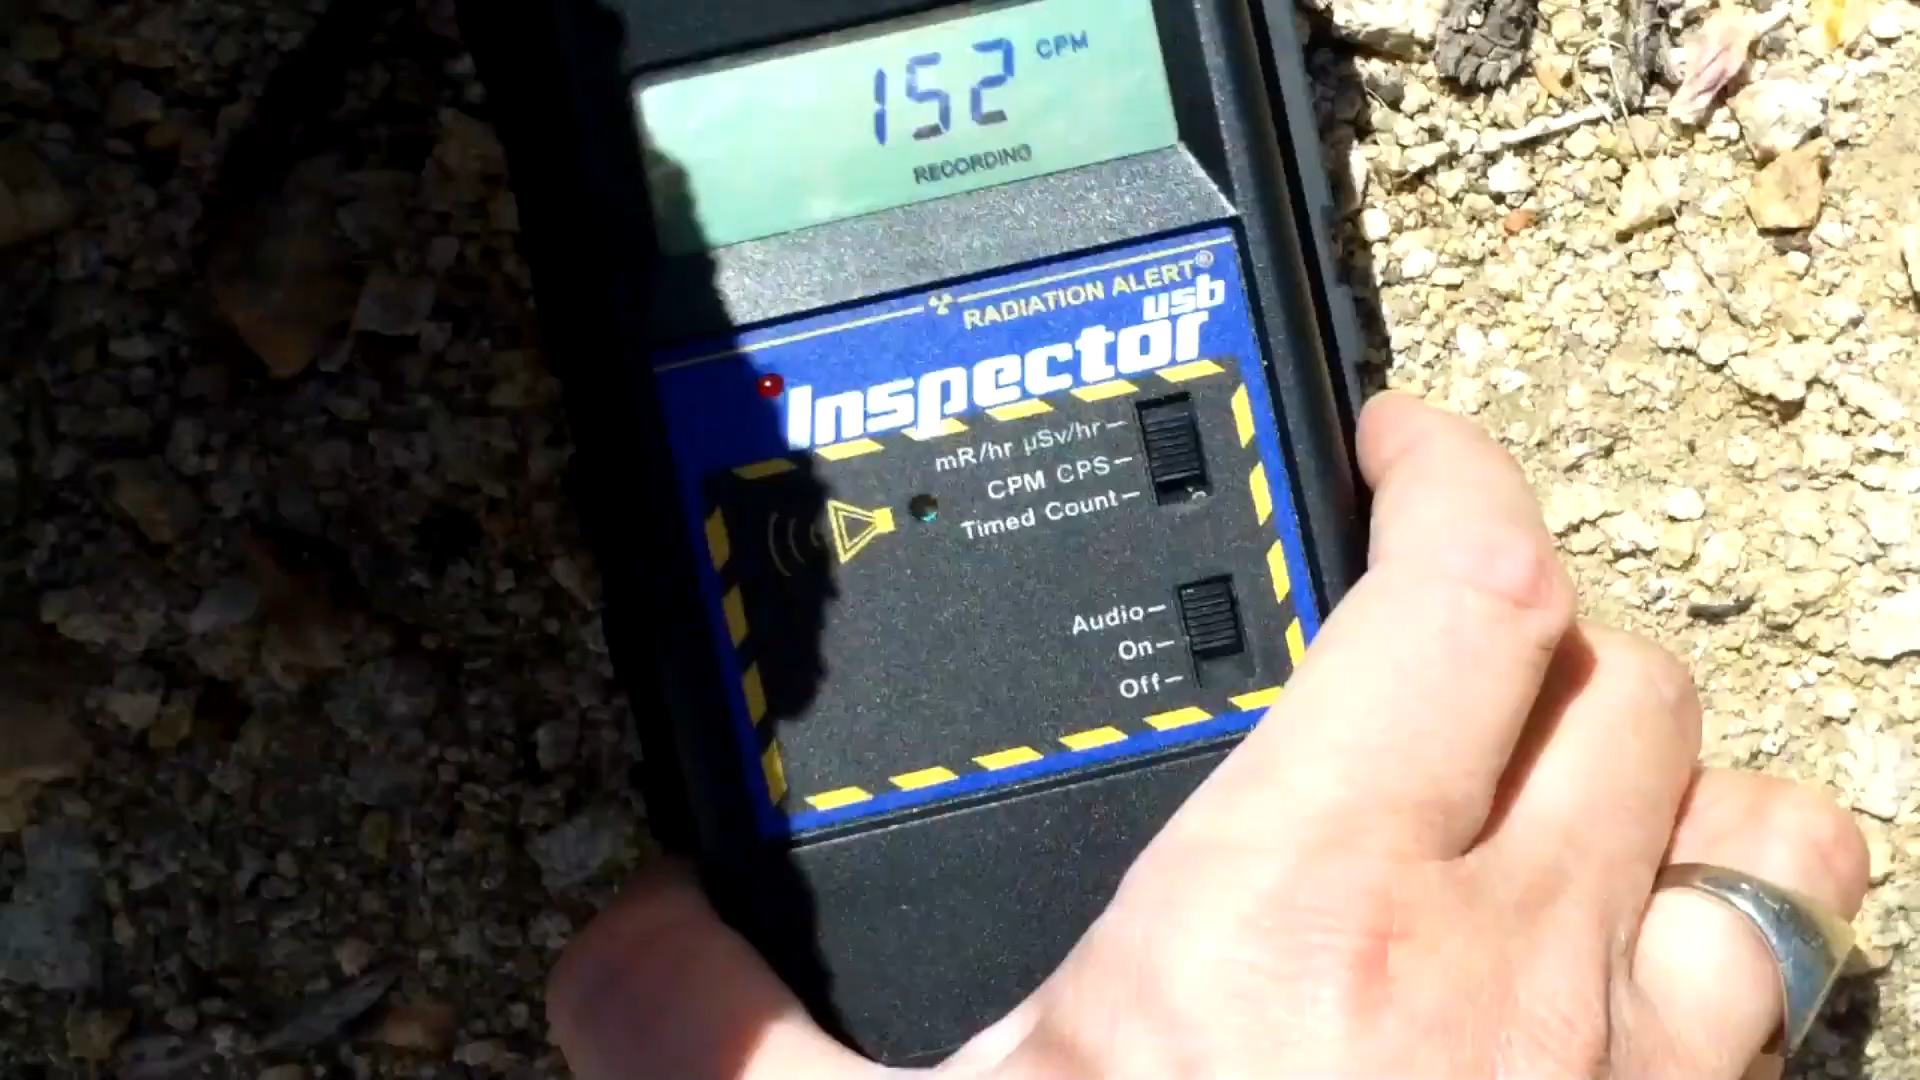 152 CPM
RECORDING
RADIATION ALERT®
Inspector usb
mR/hr µSv/hr
CPM CPS
Timed Count
Audio
On
Off